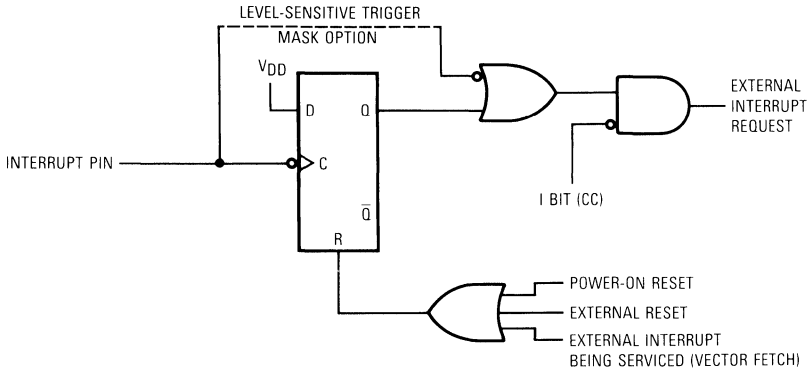 LEVEL-SENSITIVE TRIGGER
MASK OPTION
VDD
D
Q
EXTERNAL
INTERRUPT
REQUEST
INTERRUPT PIN
C
I BIT (CC)
Q̅
R
POWER-ON RESET
EXTERNAL RESET
EXTERNAL INTERRUPT
BEING SERVICED (VECTOR FETCH)